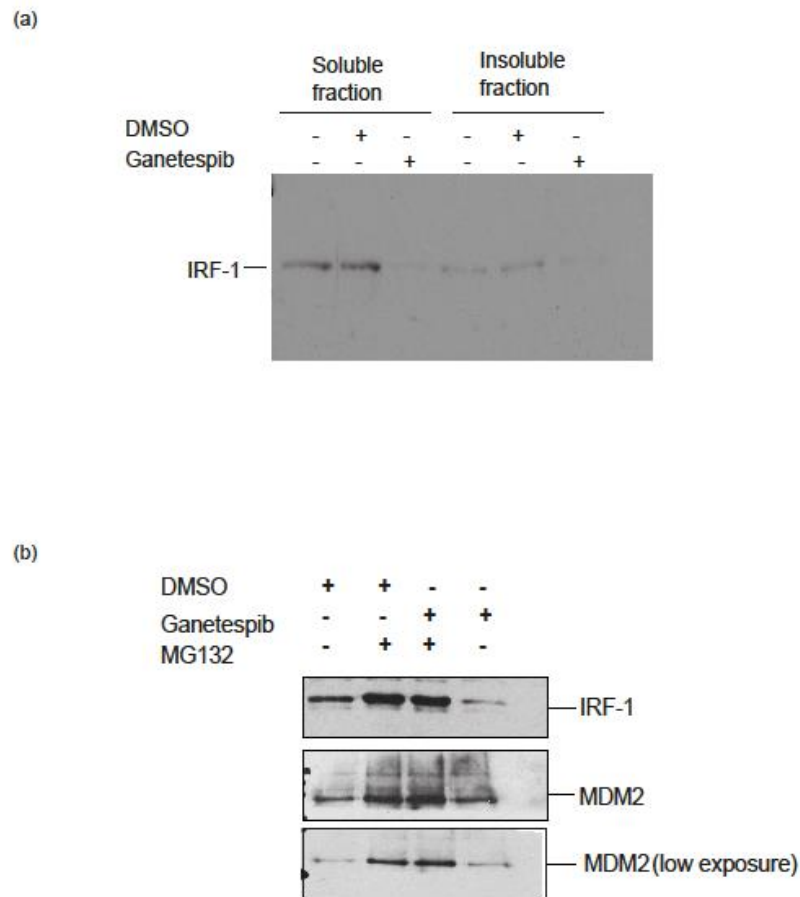 (a)
Soluble fraction
Insoluble fraction
DMSO - + - - + -
Ganetespib - - + - - +
IRF-1
(b)
DMSO + + - -
Ganetespib - - + +
MG132 - + + -
IRF-1
MDM2
MDM2 (low exposure)